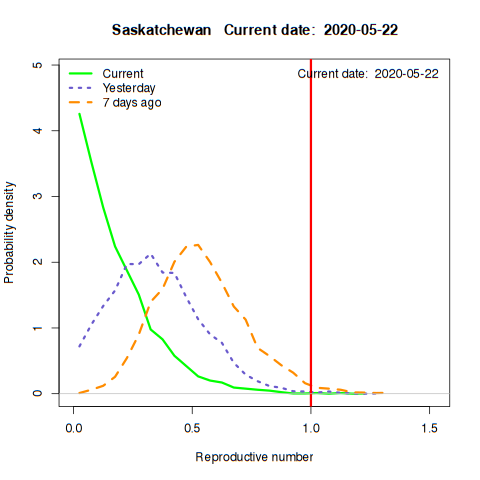 Saskatchewan Current date: 2020-05-22
Current date: 2020-05-22
Current
Yesterday
7 days ago
Probability density
5
4
3
2
1
0
0.0 0.5 1.0 1.5
Reproductive number